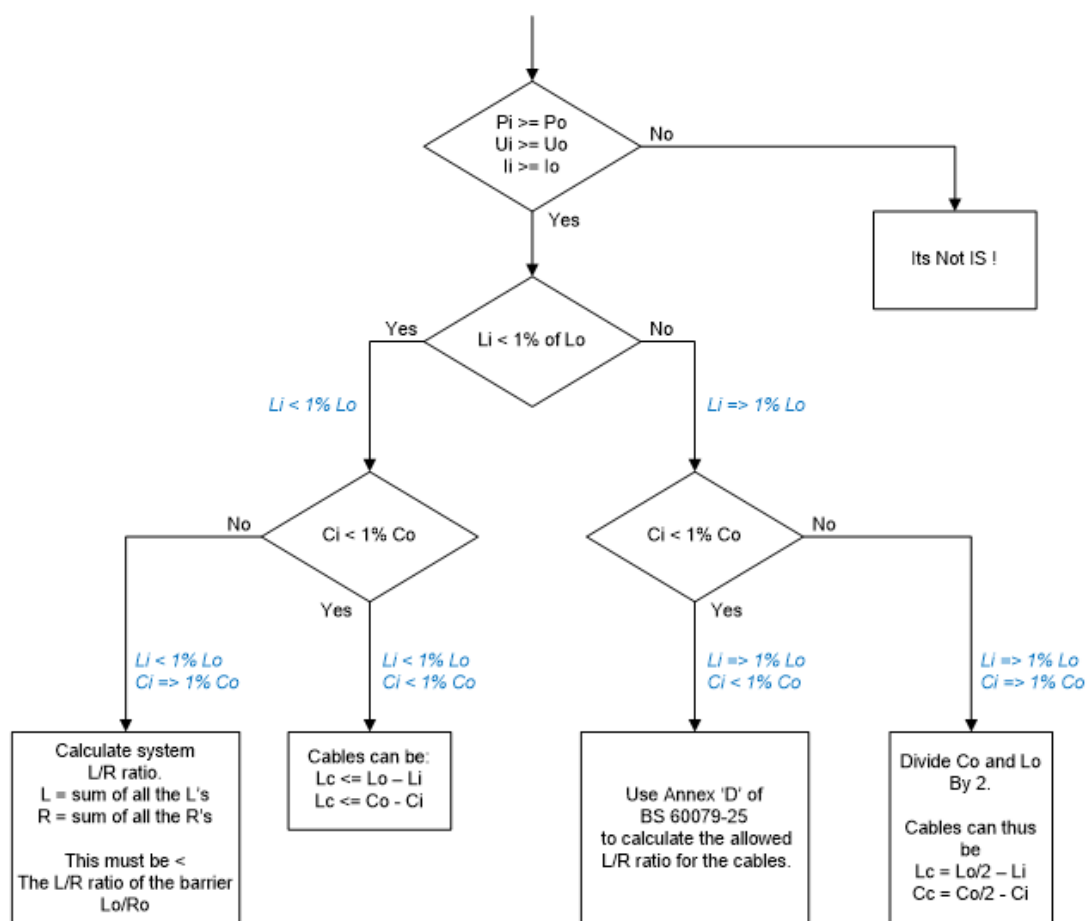 Pi >= Po
Ui >= Uo
Ii >= Io
No
Yes
Its Not IS !
Yes
Li < 1% of Lo
No
Li < 1% Lo
Li => 1% Lo
No
Ci < 1% Co
Yes
Ci < 1% Co
No
Yes
Li < 1% Lo
Ci => 1% Co
Li < 1% Lo
Ci < 1% Co
Li => 1% Lo
Ci < 1% Co
Li => 1% Lo
Ci => 1% Co
Calculate system
L/R ratio.
L = sum of all the L's
R = sum of all the R's
This must be <
The L/R ratio of the barrier
Lo/Ro
Cables can be:
Lc <= Lo – Li
Lc <= Co - Ci
Use Annex 'D' of
BS 60079-25
to calculate the allowed
L/R ratio for the cables.
Divide Co and Lo
By 2.
Cables can thus
be
Lc = Lo/2 – Li
Cc = Co/2 - Ci